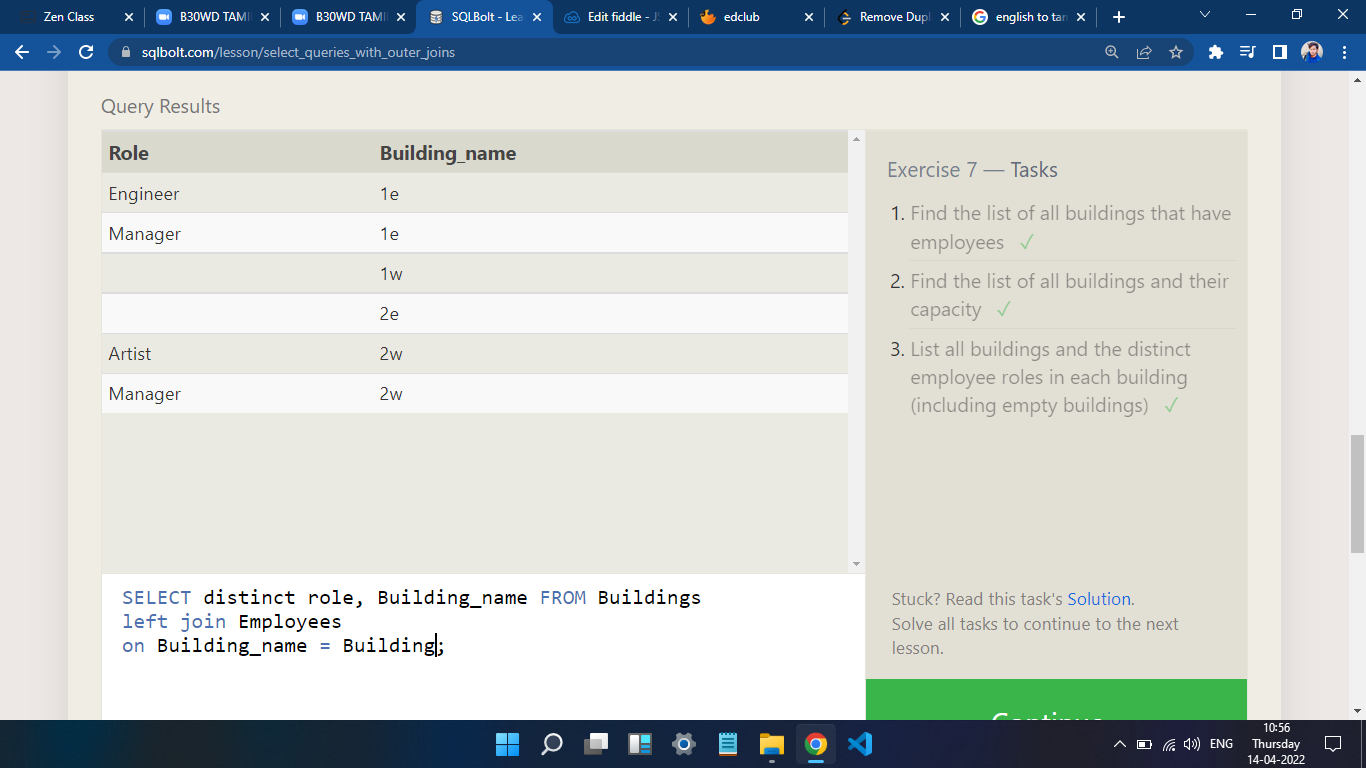 Zen Class
B30WD TAMI
B30WD TAMI
SQLBolt - Lea
Edit fiddle - JS
edclub
Remove Dupl
english to tam
sqlbolt.com/lesson/select_queries_with_outer_joins
Query Results
Role Building_name
Engineer 1e
Manager 1e
1w
2e
Artist 2w
Manager 2w
Exercise 7 — Tasks
1. Find the list of all buildings that have
employees ✓
2. Find the list of all buildings and their
capacity ✓
3. List all buildings and the distinct
employee roles in each building
(including empty buildings) ✓
SELECT distinct role, Building_name FROM Buildings
left join Employees
on Building_name = Building;
Stuck? Read this task's Solution.
Solve all tasks to continue to the next
lesson.
Continue
ENG
10:56
Thursday
14-04-2022